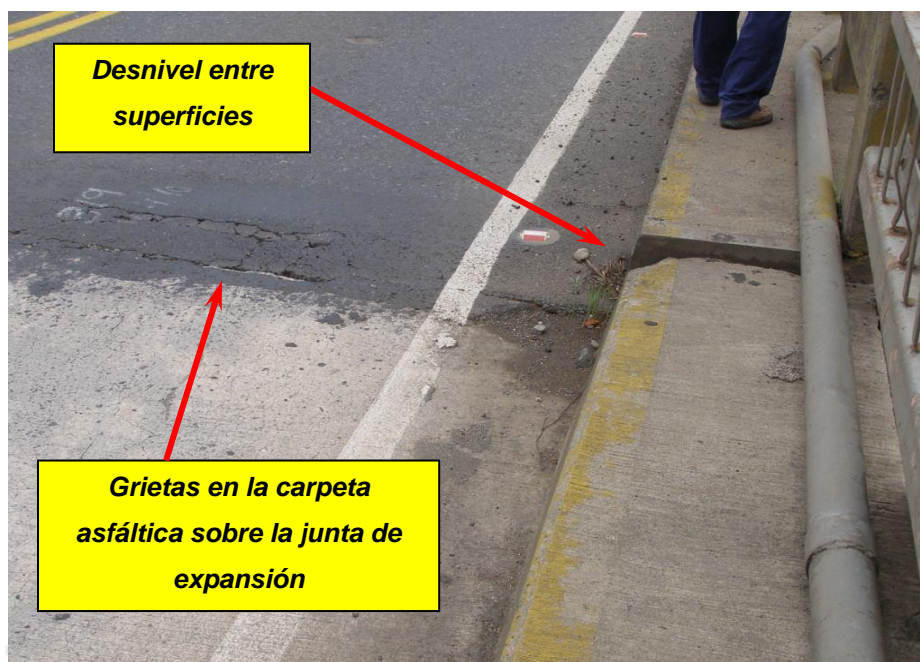 Desnivel entre
superficies
Grietas en la carpeta
asfáltica sobre la junta de
expansión